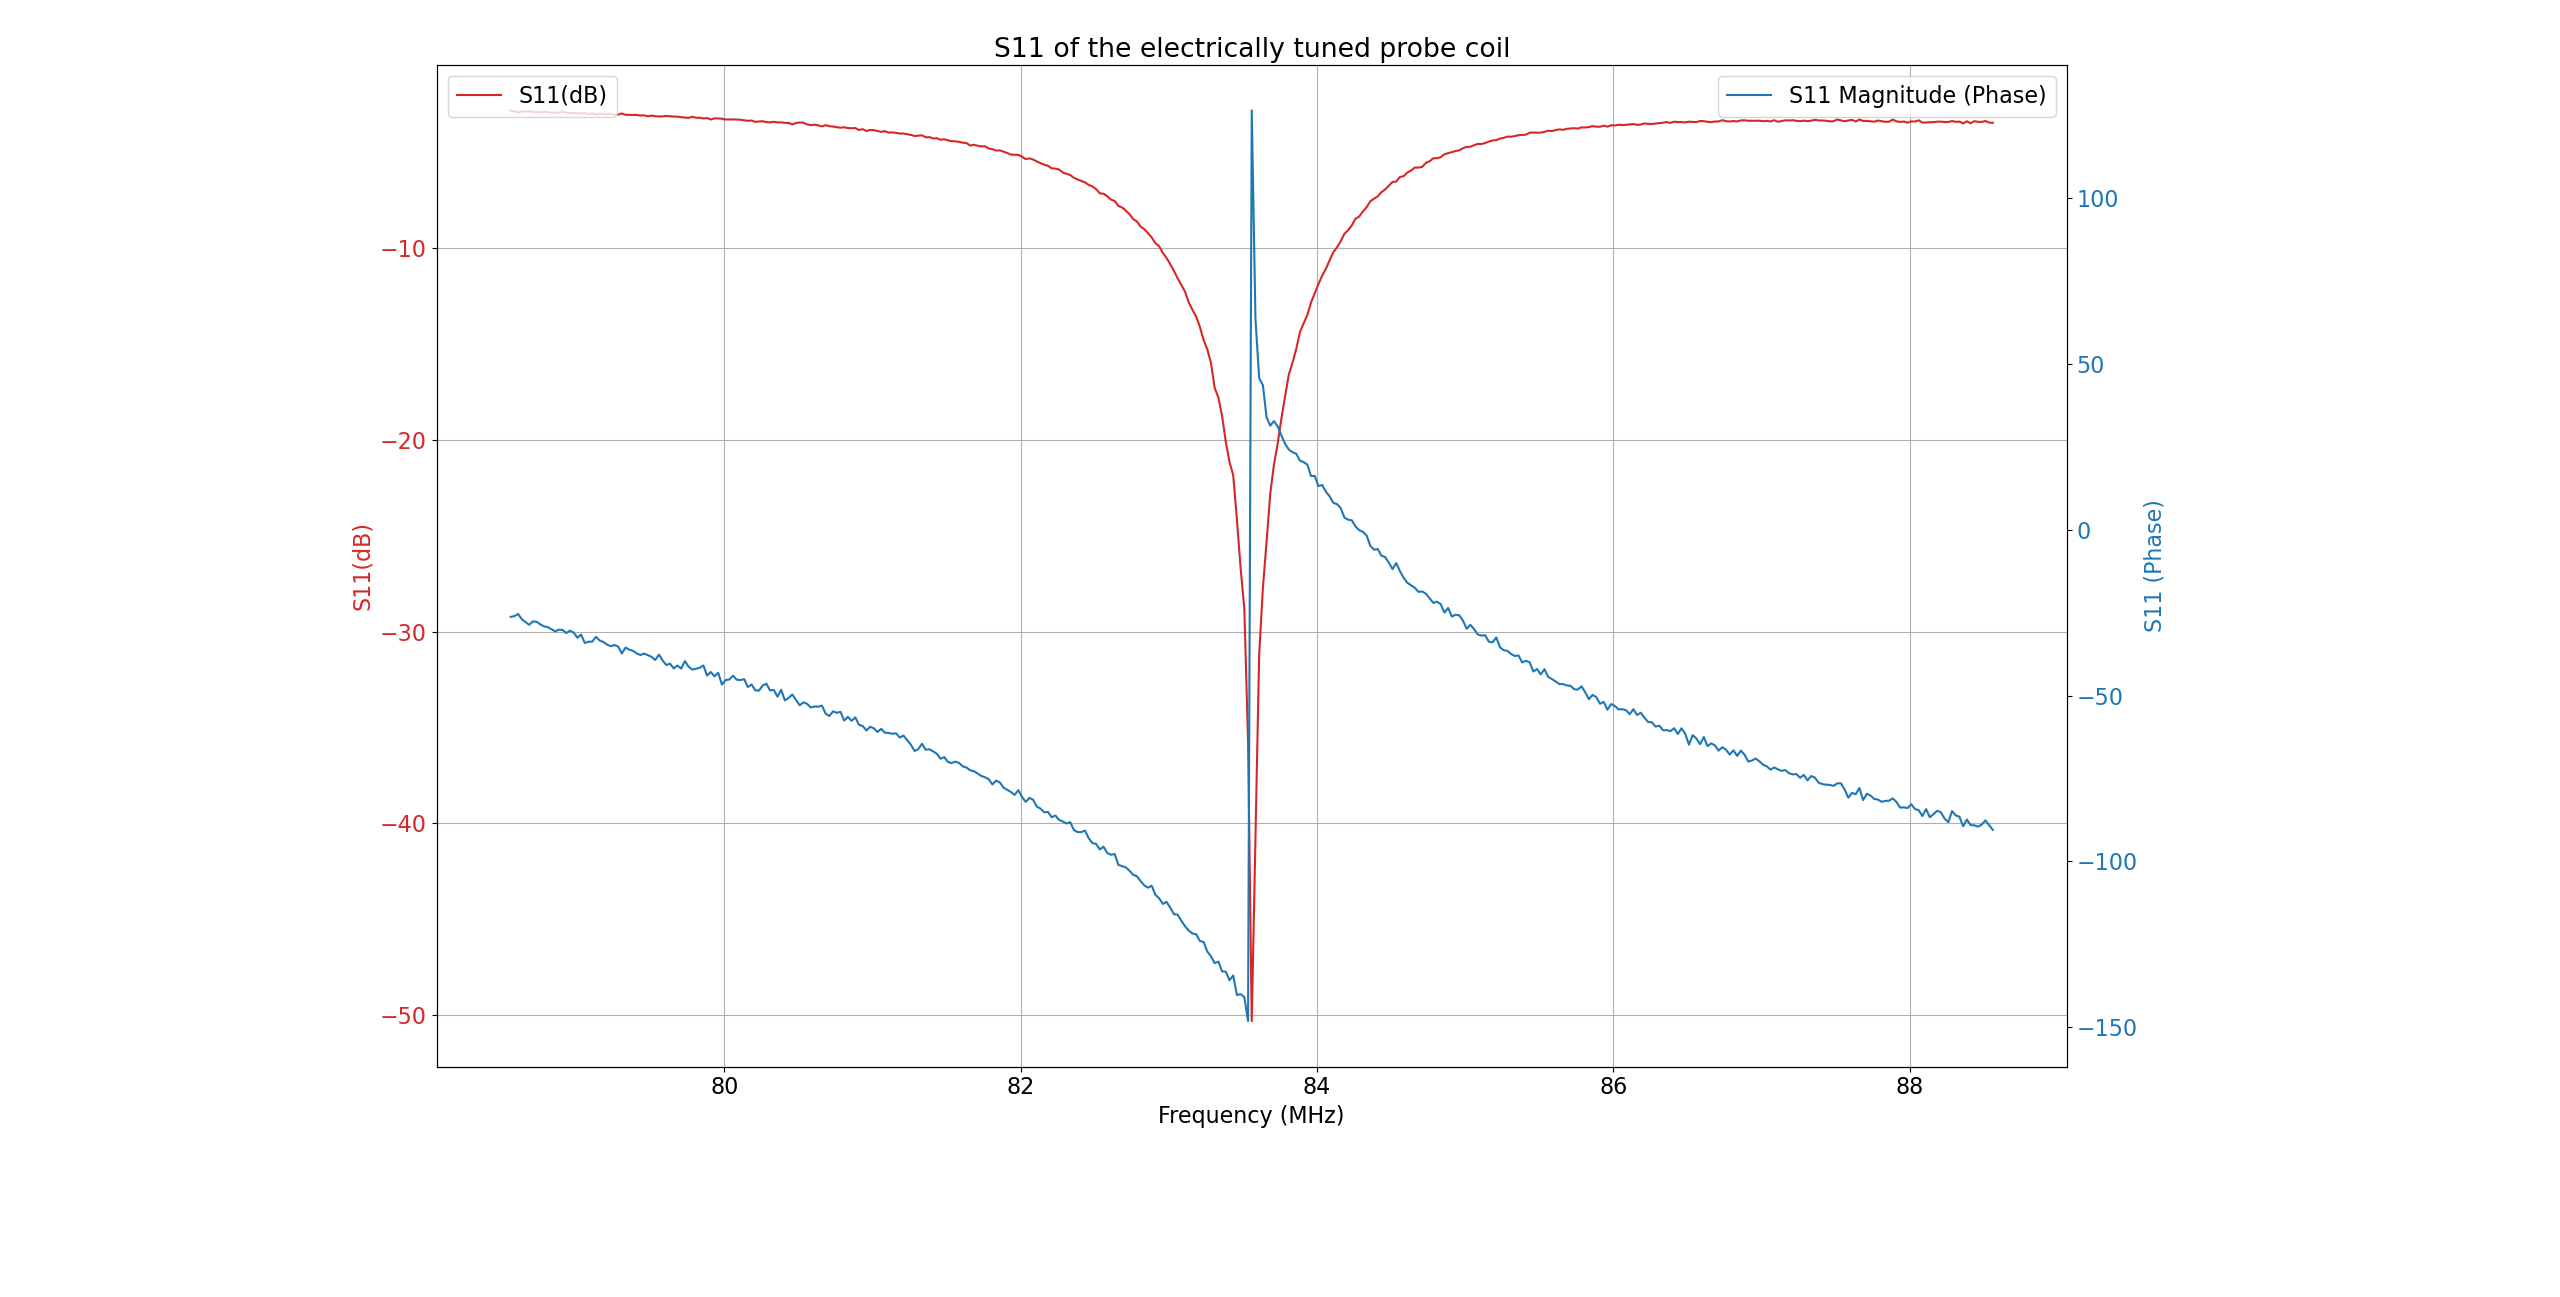 S11 of the electrically tuned probe coil
S11(dB)
S11 Magnitude (Phase)
−10
−20
−30
−40
−50
S11(dB)
100
50
0
−50
−100
−150
S11 (Phase)
80 82 84 86 88
Frequency (MHz)